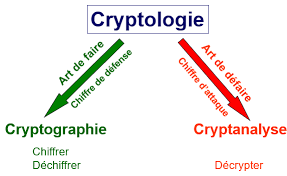 Cryptologie
Art de faire
Chiffre de défense
Art de défaire
Chiffre d'attaque
Cryptographie
Cryptanalyse
Chiffrer
Déchiffrer
Décrypter